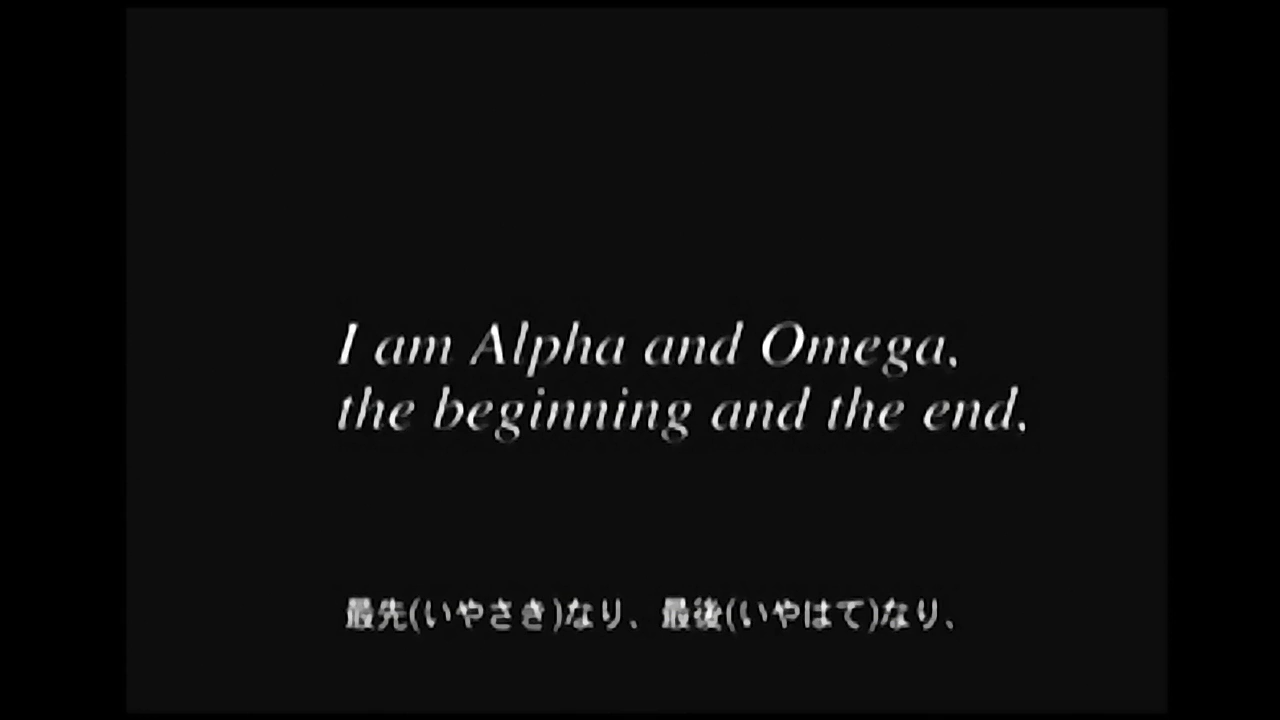 I am Alpha and Omega,
the beginning and the end,
最先(いやさき)なり、最後(いやはて)なり、